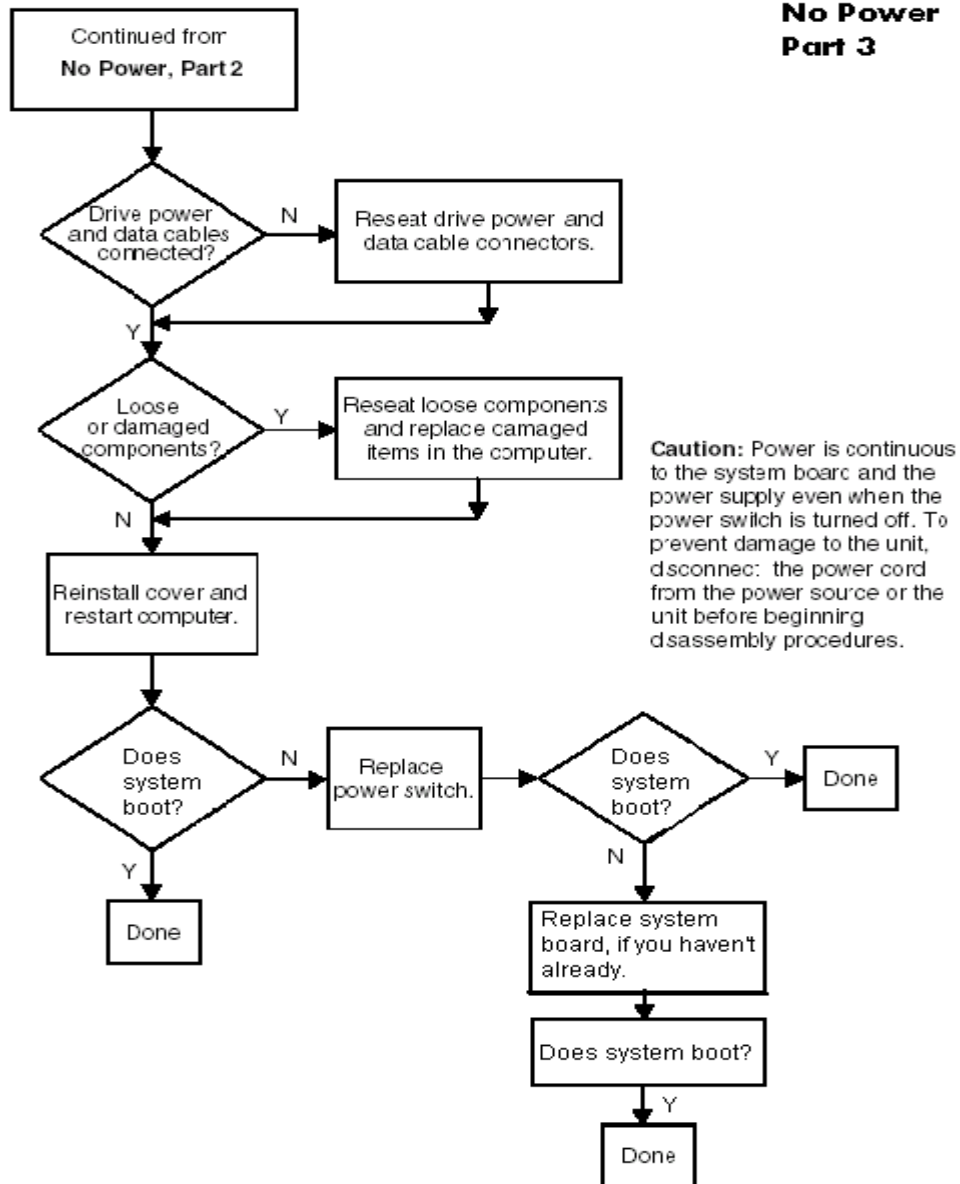 No Power
Part 3
Continued from
No Power, Part 2
Drive power
and data cables
connected?
N
Reseat drive power and
data cable connectors.
Y
Loose
or damaged
components?
Y
Reseat loose components
and replace camaged
items in the computer.
N
Caution: Power is continuous
to the system board and the
power supply even when the
power switch is turned off. To
prevent damage to the unit,
disconnect the power cord
from the power source or the
unit before beginning
disassembly procedures.
Reinstall cover and
restart computer.
Does
system
boot?
N
Replace
power switch.
Does
system
boot?
Y
Done
Y
Done
N
Replace system
board, if you haven't
already.
Does system boot?
Y
Done